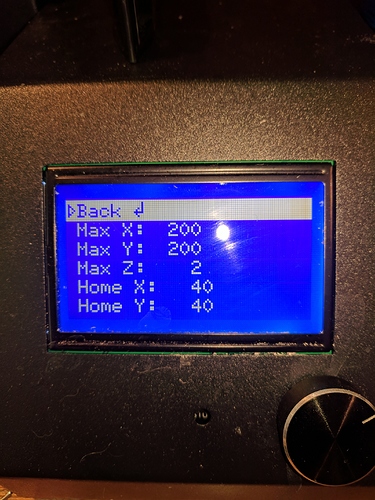 Back
Max X: 200
Max Y: 200
Max Z: 2
Home X: 40
Home Y: 40